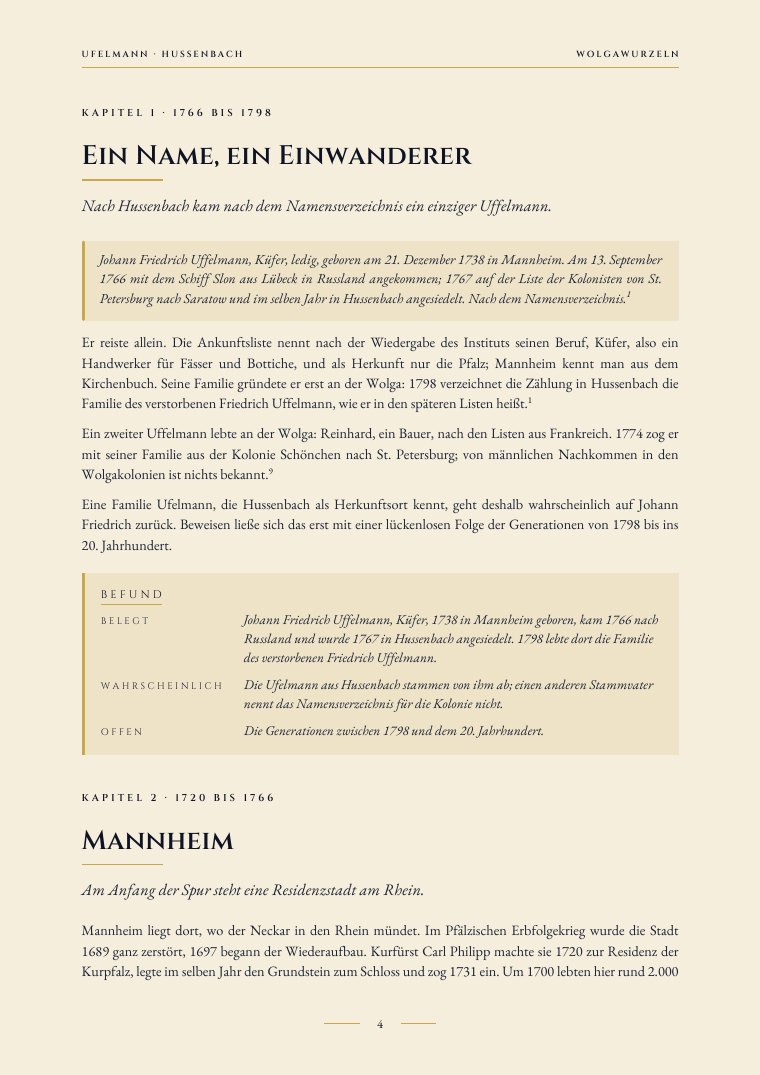 UFELMANN · HUSSENBACH
WOLGAWURZELN
KAPITEL 1 · 1766 BIS 1798
EIN NAME, EIN EINWANDERER
Nach Hussenbach kam nach dem Namensverzeichnis ein einziger Uffelmann.
Johann Friedrich Uffelmann, Küfer, ledig, geboren am 21. Dezember 1738 in Mannheim. Am 13. September
1766 mit dem Schiff Slon aus Lübeck in Russland angekommen; 1767 auf der Liste der Kolonisten von St.
Petersburg nach Saratow und im selben Jahr in Hussenbach angesiedelt. Nach dem Namensverzeichnis.¹
Er reiste allein. Die Ankunftsliste nennt nach der Wiedergabe des Instituts seinen Beruf, Küfer, also ein
Handwerker für Fässer und Bottiche, und als Herkunft nur die Pfalz; Mannheim kennt man aus dem
Kirchenbuch. Seine Familie gründete er erst an der Wolga: 1798 verzeichnet die Zählung in Hussenbach die
Familie des verstorbenen Friedrich Uffelmann, wie er in den späteren Listen heißt.¹
Ein zweiter Uffelmann lebte an der Wolga: Reinhard, ein Bauer, nach den Listen aus Frankreich. 1774 zog er
mit seiner Familie aus der Kolonie Schönchen nach St. Petersburg; von männlichen Nachkommen in den
Wolgakolonien ist nichts bekannt.⁹
Eine Familie Ufelmann, die Hussenbach als Herkunftsort kennt, geht deshalb wahrscheinlich auf Johann
Friedrich zurück. Beweisen ließe sich das erst mit einer lückenlosen Folge der Generationen von 1798 bis ins
20. Jahrhundert.
BEFUND
BELEGT
Johann Friedrich Uffelmann, Küfer, 1738 in Mannheim geboren, kam 1766 nach
Russland und wurde 1767 in Hussenbach angesiedelt. 1798 lebte dort die Familie
des verstorbenen Friedrich Uffelmann.
WAHRSCHEINLICH
Die Ufelmann aus Hussenbach stammen von ihm ab; einen anderen Stammvater
nennt das Namensverzeichnis für die Kolonie nicht.
OFFEN
Die Generationen zwischen 1798 und dem 20. Jahrhundert.
KAPITEL 2 · 1720 BIS 1766
MANNHEIM
Am Anfang der Spur steht eine Residenzstadt am Rhein.
Mannheim liegt dort, wo der Neckar in den Rhein mündet. Im Pfälzischen Erbfolgekrieg wurde die Stadt
1689 ganz zerstört, 1697 begann der Wiederaufbau. Kurfürst Carl Philipp machte sie 1720 zur Residenz der
Kurpfalz, legte im selben Jahr den Grundstein zum Schloss und zog 1731 ein. Um 1700 lebten hier rund 2.000
4